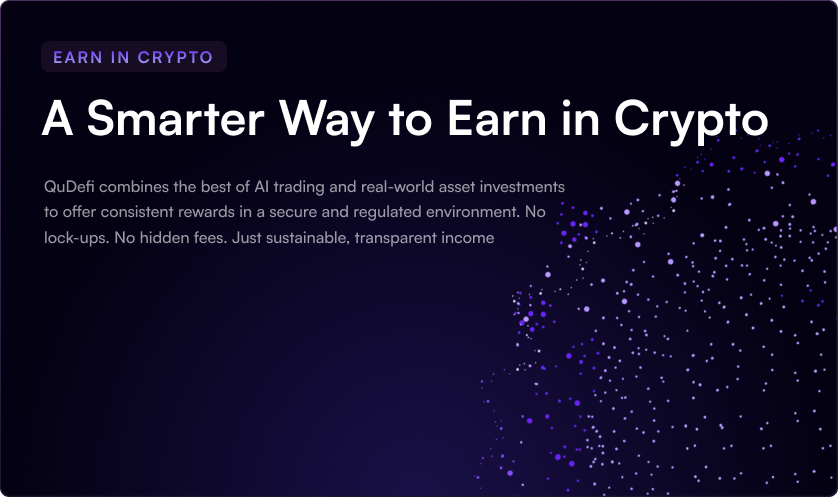 EARN IN CRYPTO
A Smarter Way to Earn in Crypto
QuDefi combines the best of AI trading and real-world asset investments
to offer consistent rewards in a secure and regulated environment. No
lock-ups. No hidden fees. Just sustainable, transparent income